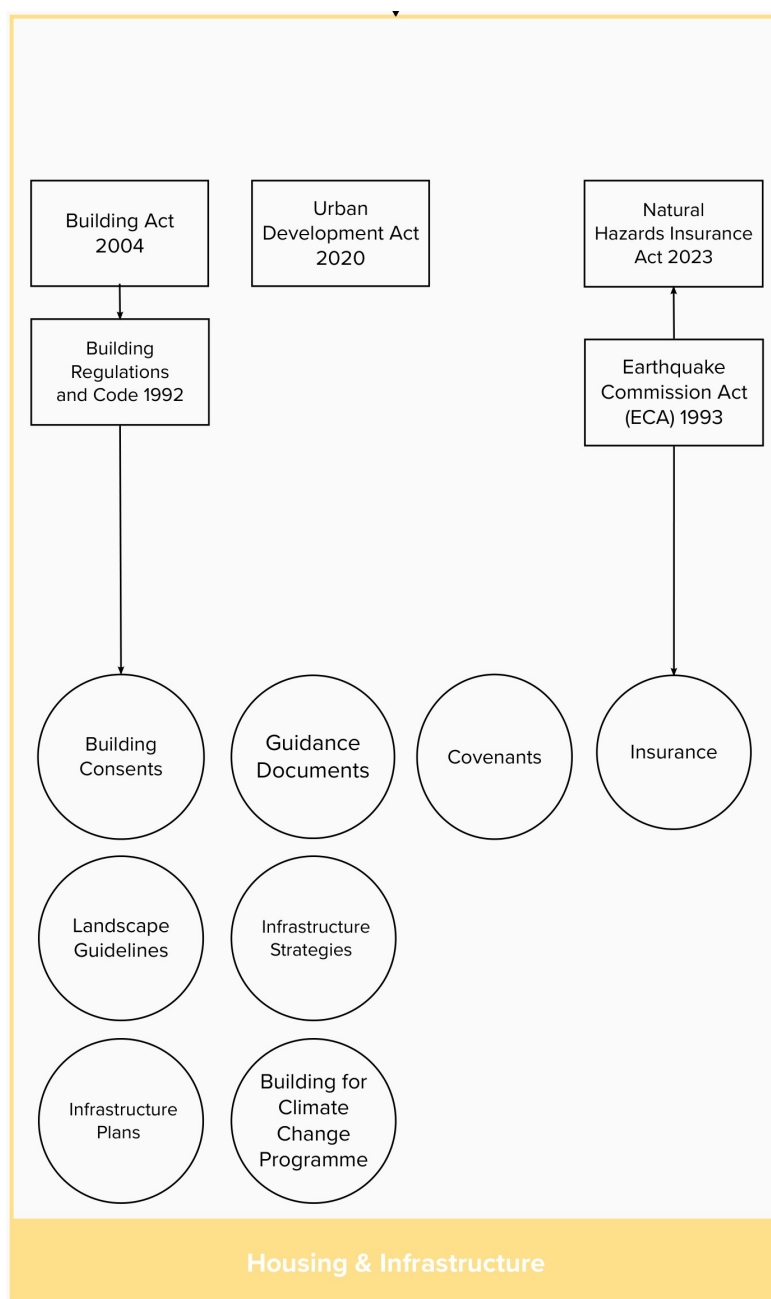 Building Act
2004
Urban
Development Act
2020
Natural
Hazards Insurance
Act 2023
Building
Regulations
and Code 1992
Earthquake
Commission Act
(ECA) 1993
Building
Consents
Guidance
Documents
Covenants
Insurance
Landscape
Guidelines
Infrastructure
Strategies
Infrastructure
Plans
Building for
Climate
Change
Programme
Housing & Infrastructure